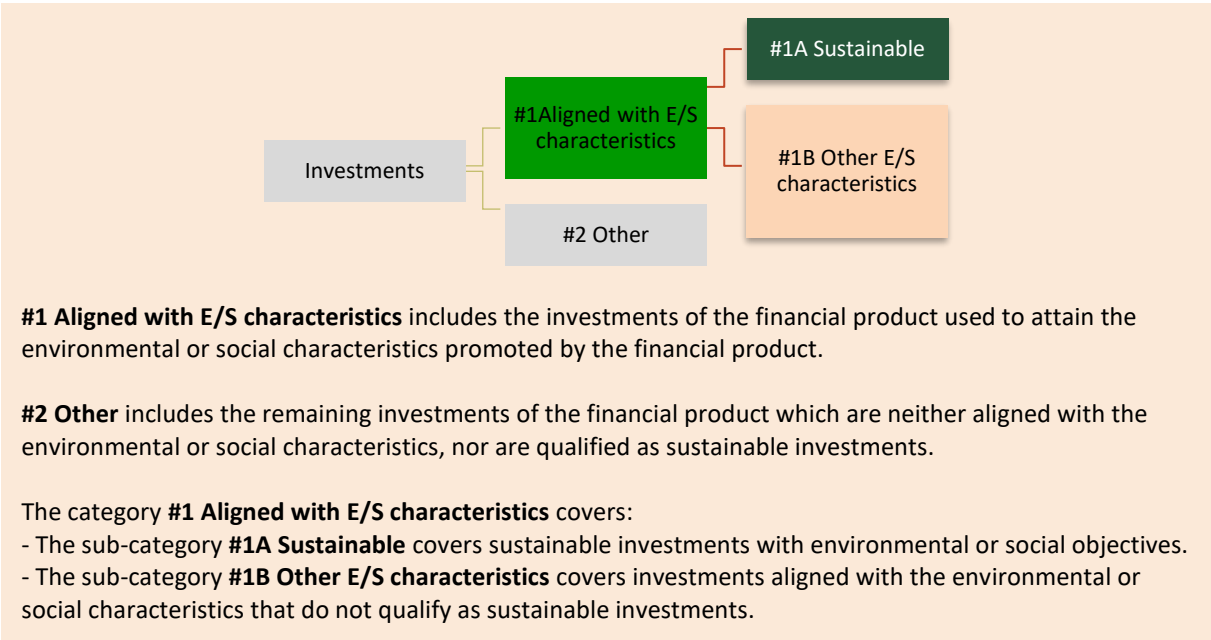 #1A Sustainable
#1Aligned with E/S
characteristics
#1B Other E/S
characteristics
Investments
#2 Other
#1 Aligned with E/S characteristics includes the investments of the financial product used to attain the
environmental or social characteristics promoted by the financial product.
#2 Other includes the remaining investments of the financial product which are neither aligned with the
environmental or social characteristics, nor are qualified as sustainable investments.
The category #1 Aligned with E/S characteristics covers:
- The sub-category #1A Sustainable covers sustainable investments with environmental or social objectives.
- The sub-category #1B Other E/S characteristics covers investments aligned with the environmental or
social characteristics that do not qualify as sustainable investments.